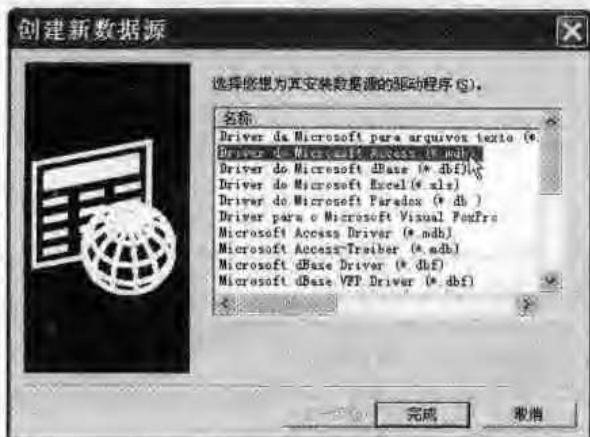 创建新数据源
选择您想为其安装数据源的驱动程序(S)。
名称
Driver da Microsoft para arquivos texto (*.
Driver do Microsoft Access (*.mdb)
Driver do Microsoft dBase (*.dbf)
Driver do Microsoft Excel(*.xls)
Driver do Microsoft Paradox (*.db )
Driver para o Microsoft Visual FoxPro
Microsoft Access Driver (*.mdb)
Microsoft Access-Treiber (*.mdb)
Microsoft dBase Driver (*.dbf)
Microsoft dBase VFP Driver (*.dbf)
完成
取消